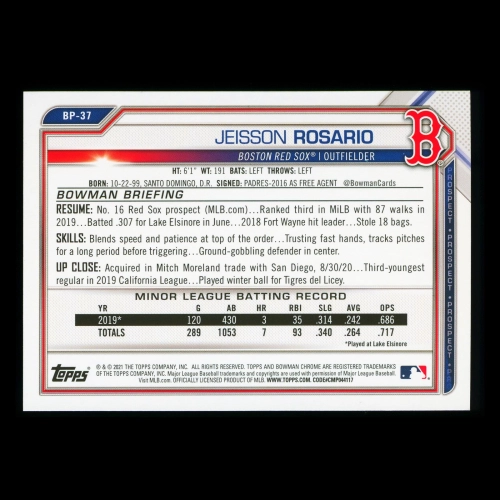 BP-37
JEISSON ROSARIO
BOSTON RED SOX® | OUTFIELDER
B
HT: 6'1" WT: 191 BATS: LEFT THROWS: LEFT
BORN: 10-22-99, SANTO DOMINGO, D.R. SIGNED: PADRES-2016 AS FREE AGENT @BowmanCards
BOWMAN BRIEFING
RESUME: No. 16 Red Sox prospect (MLB.com)...Ranked third in MiLB with 87 walks in
2019...Batted .307 for Lake Elsinore in June...2018 Fort Wayne hit leader...Stole 18 bags.
SKILLS: Blends speed and patience at top of the order...Trusting fast hands, tracks pitches
for a long period before triggering...Ground-gobbling defender in center.
UP CLOSE: Acquired in Mitch Moreland trade with San Diego, 8/30/20...Third-youngest
regular in 2019 California League...Played winter ball for Tigres del Licey.
MINOR LEAGUE BATTING RECORD
YR G AB HR RBI SLG AVG OPS
2019* 120 430 3 35 .314 .242 .686
TOTALS 289 1053 7 93 .340 .264 .717
*Played at Lake Elsinore
PROSPECT • PROSPECT • PROSPECT • P
TOPPS
® & © 2021 THE TOPPS COMPANY, INC. ALL RIGHTS RESERVED. TOPPS AND BOWMAN CHROME ARE REGISTERED TRADEMARKS
OF THE TOPPS COMPANY, INC. Major League Baseball trademarks and copyrights are used with permission of Major League Baseball.
Visit MLB.com. OFFICIALLY LICENSED PRODUCT OF MLB. WWW.TOPPS.COM. CODE#CMP044117